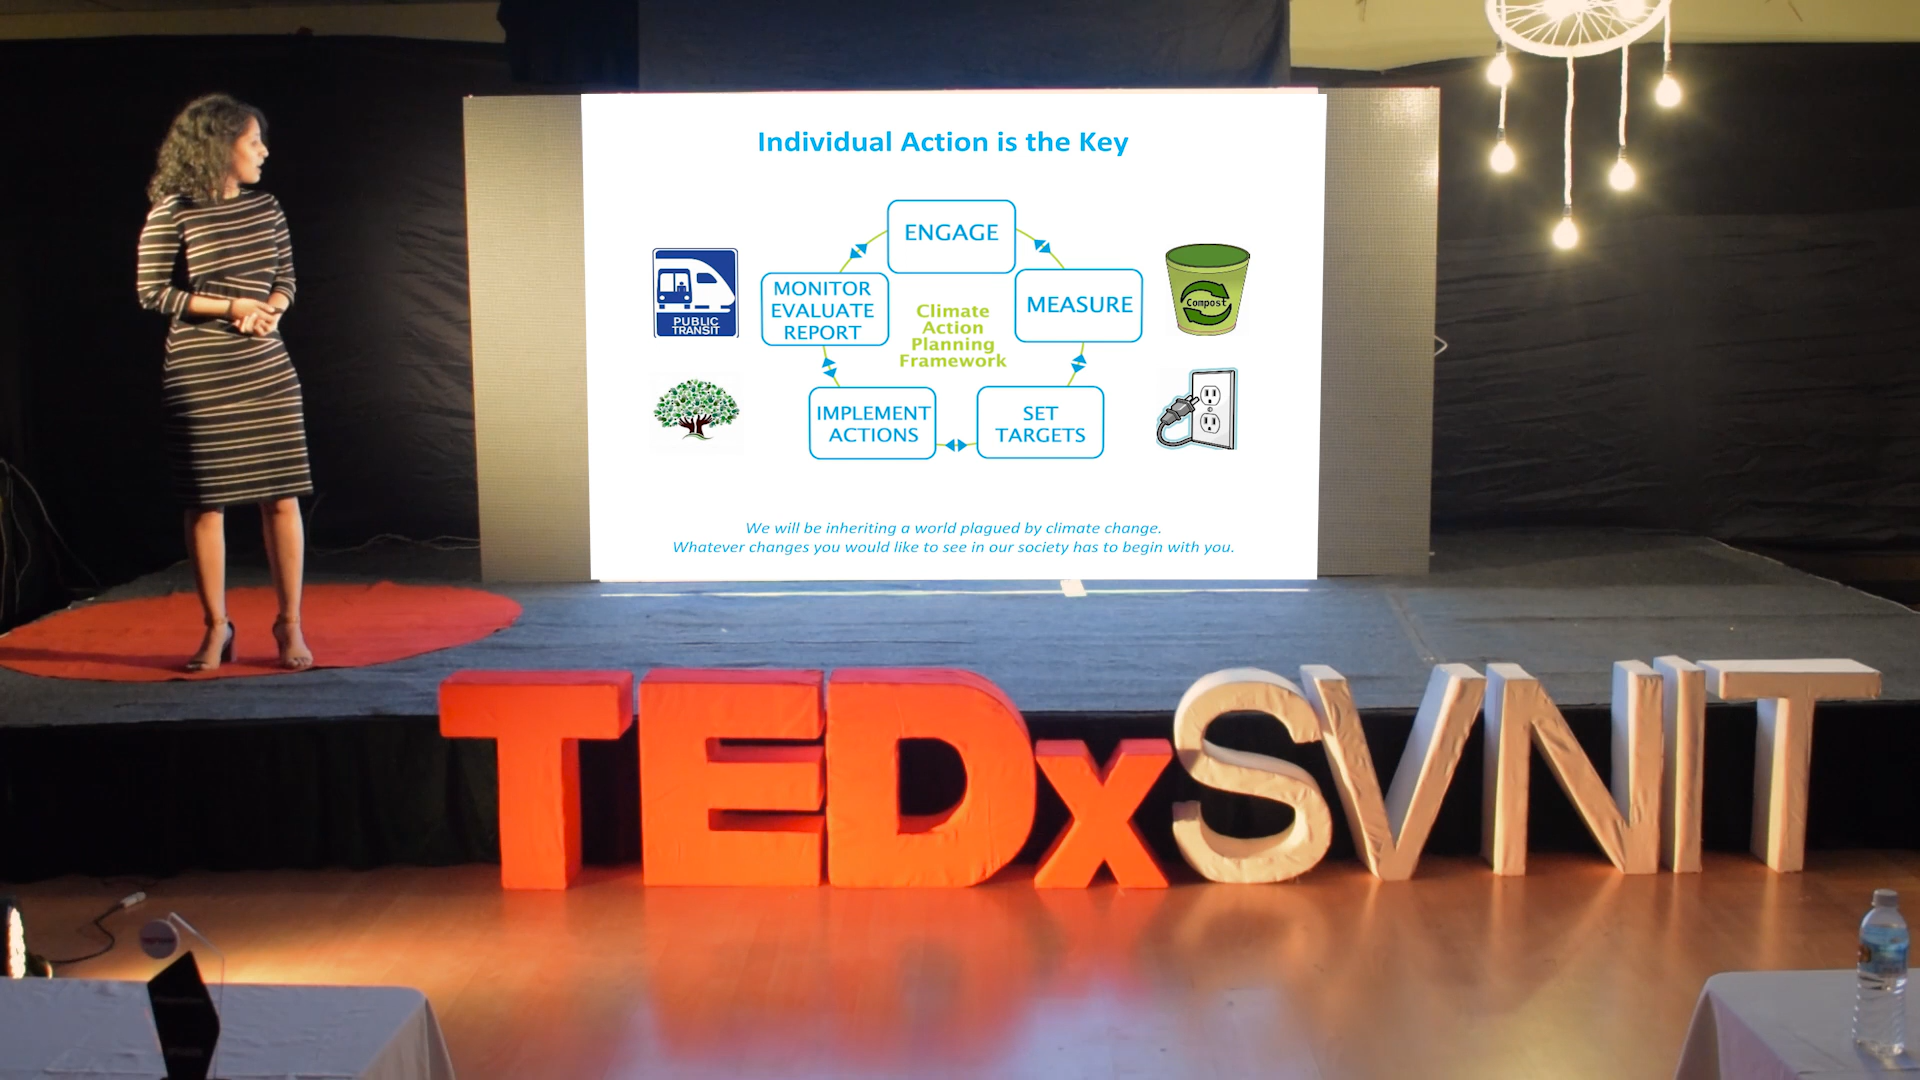 Individual Action is the Key
ENGAGE
MONITOR
EVALUATE
REPORT
MEASURE
Climate
Action
Planning
Framework
IMPLEMENT
ACTIONS
SET
TARGETS
PUBLIC
TRANSIT
Compost
We will be inheriting a world plagued by climate change.
Whatever changes you would like to see in our society has to begin with you.
TEDxSVNIT